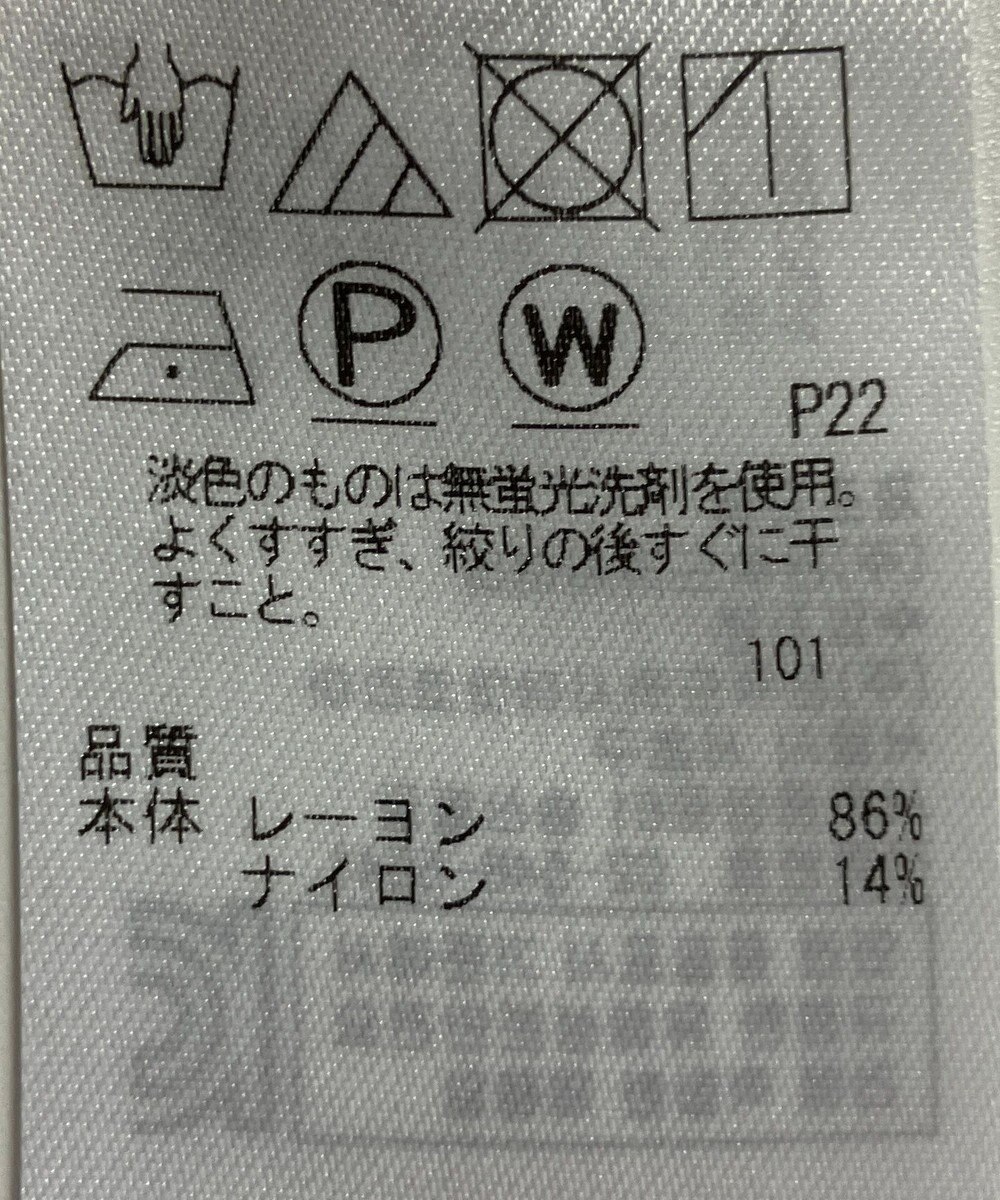 P W
P22
淡色のものは無蛍光洗剤を使用。
よくすすぎ、絞りの後すぐに干
すこと。
101
品質
本体 レーヨン 86%
ナイロン 14%